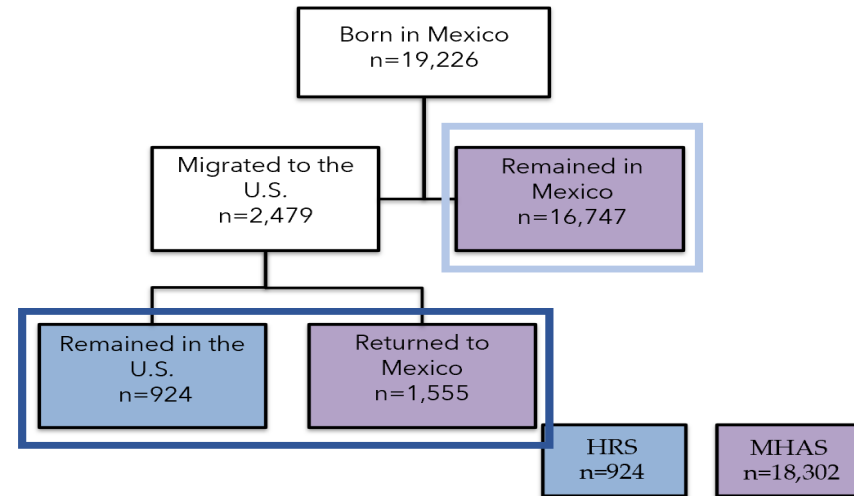 Born in Mexico
n=19,226
Migrated to the
U.S.
n=2,479
Remained in
Mexico
n=16,747
Remained in the
U.S.
n=924
Returned to
Mexico
n=1,555
HRS
n=924
MHAS
n=18,302